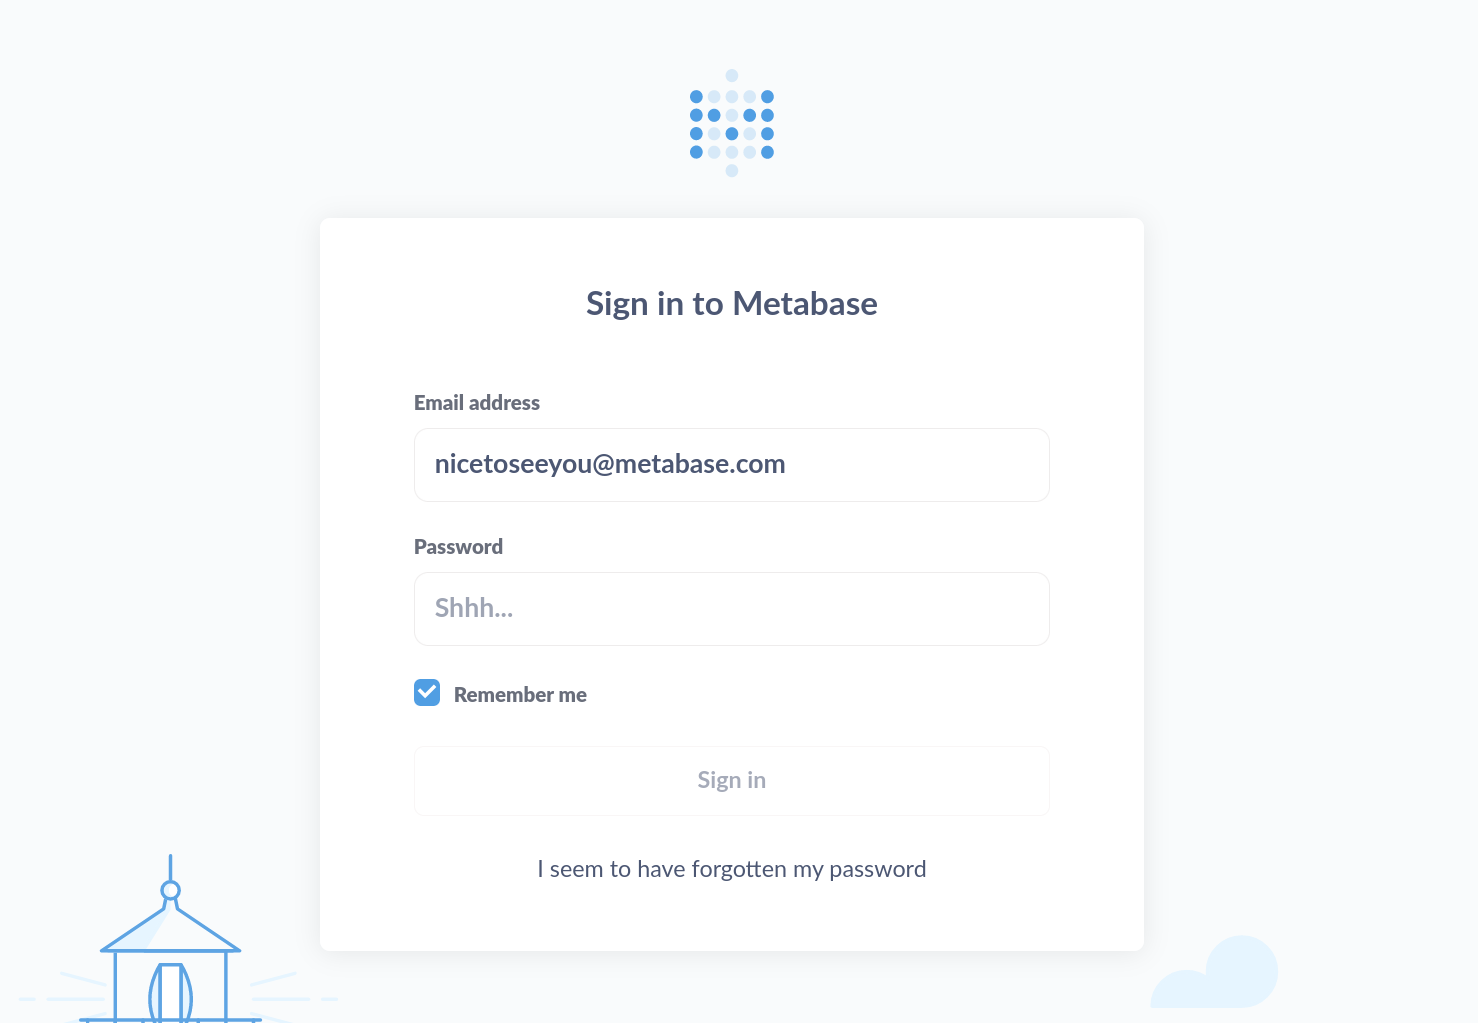 Sign in to Metabase
Email address
nicetoseeyou@metabase.com
Password
Shhh...
Remember me
Sign in
I seem to have forgotten my password